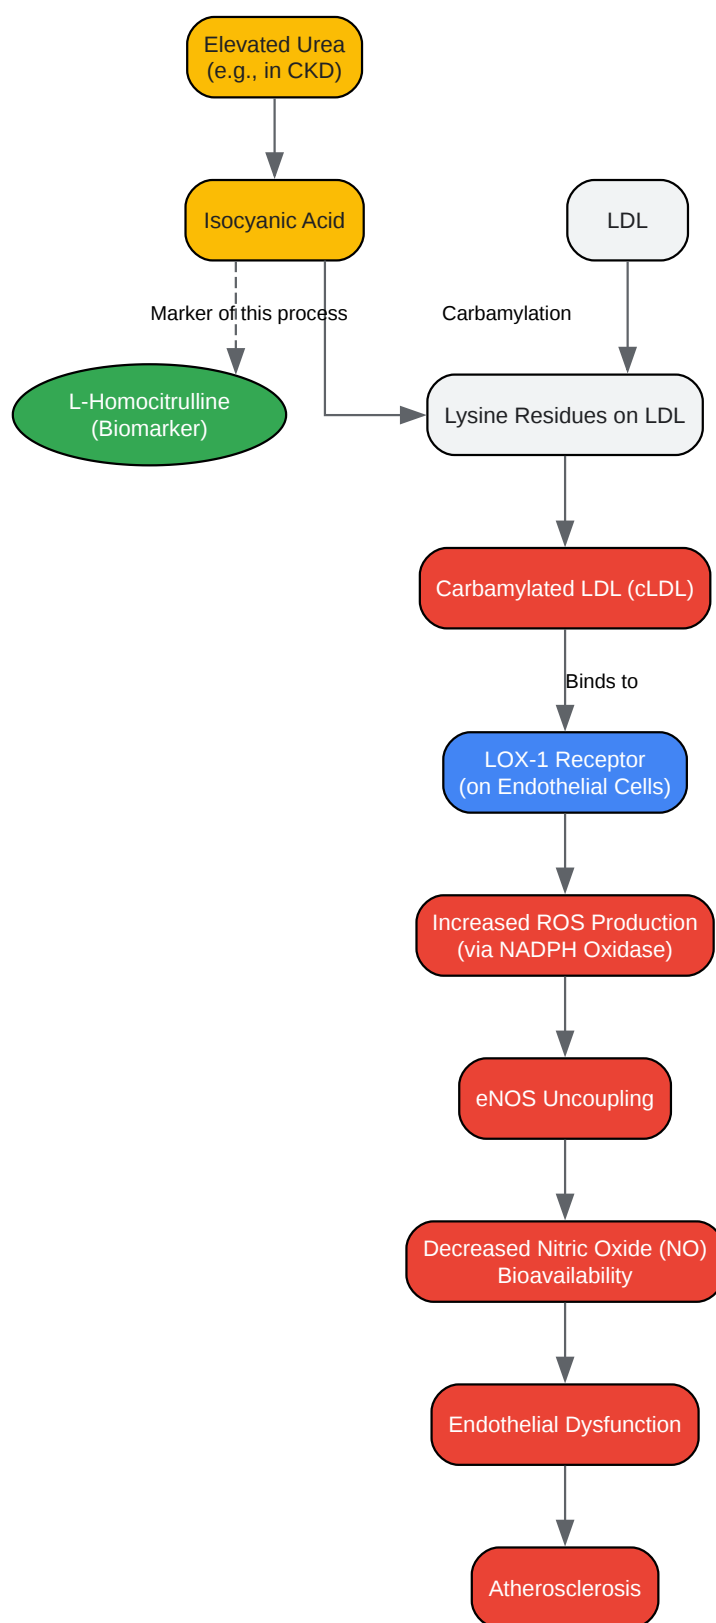 Elevated Urea
(e.g., in CKD)
Isocyanic Acid
LDL
Marker of this process
Carbamylation
L-Homocitrulline
(Biomarker)
Lysine Residues on LDL
Carbamylated LDL (cLDL)
Binds to
LOX-1 Receptor
(on Endothelial Cells)
Increased ROS Production
(via NADPH Oxidase)
eNOS Uncoupling
Decreased Nitric Oxide (NO)
Bioavailability
Endothelial Dysfunction
Atherosclerosis